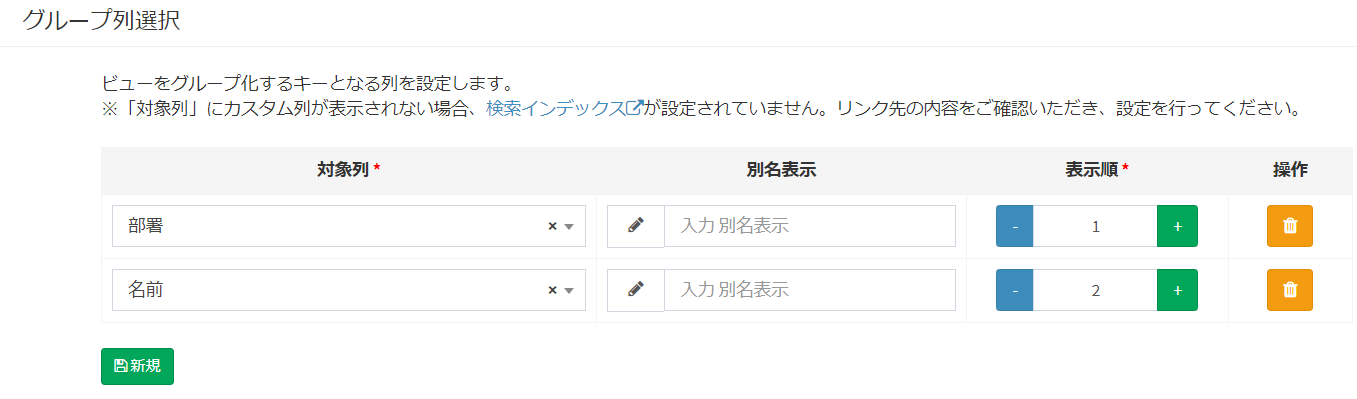 グループ列選択
ビューをグループ化するキーとなる列を設定します。
※「対象列」にカスタム列が表示されない場合、検索インデックスが設定されていません。リンク先の内容をご確認いただき、設定を行ってください。
対象列 * 別名表示 表示順 * 操作
部署 × 入力 別名表示 - 1 +
名前 × 入力 別名表示 - 2 +
新規